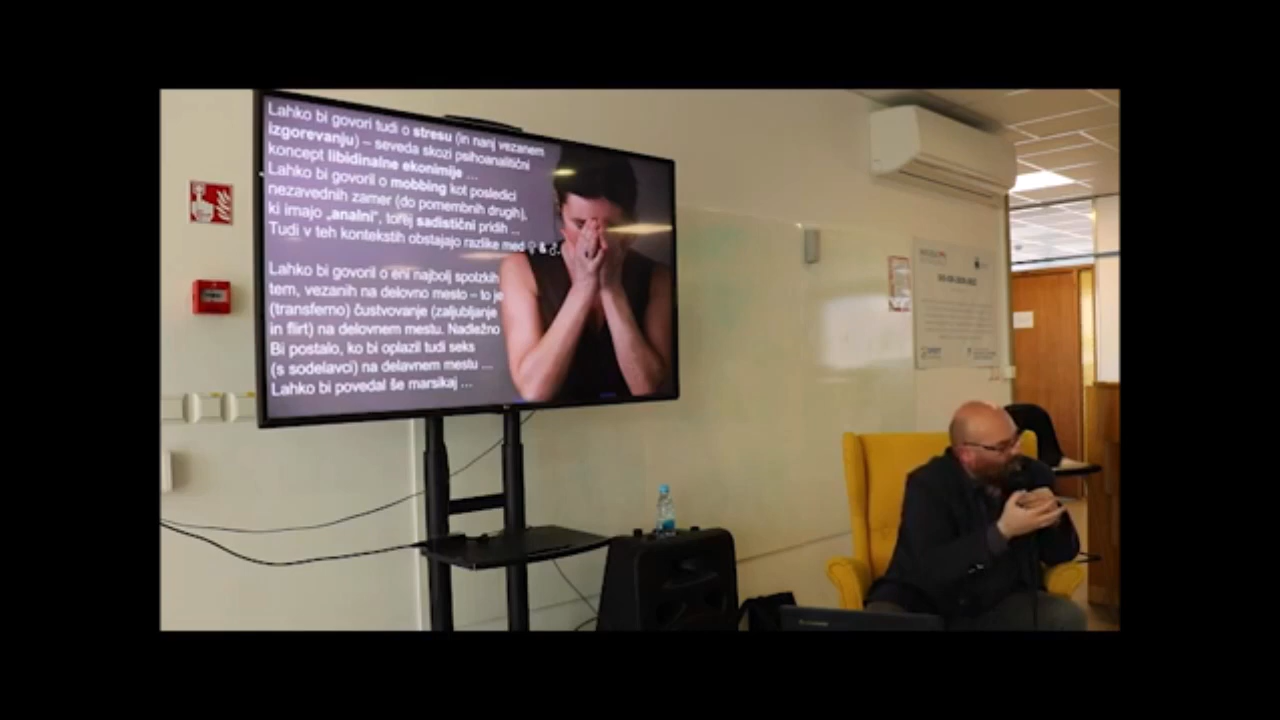 Lahko bi govori tudi o stresu (in nanj vezanem
izgorevanju) – seveda skozi psihoanalitični
koncept libidinalne ekonimije ...
Lahko bi govoril o mobbing kot posledici
nezavednih zamer (do pomembnih drugih),
ki imajo „analni", torej sadistični pridih ...
Tudi v teh kontekstih obstajajo razlike med ♀ & ♂.
Lahko bi govoril o eni najbolj spolzkih
tem, vezanih na delovno mesto – to je
(transferno) čustvovanje (zaljubljanje
in flirt) na delovnem mestu. Nadležno
Bi postalo, ko bi oplazil tudi seks
(s sodelavci) na delavnem mestu ...
Lahko bi povedal še marsikaj ...